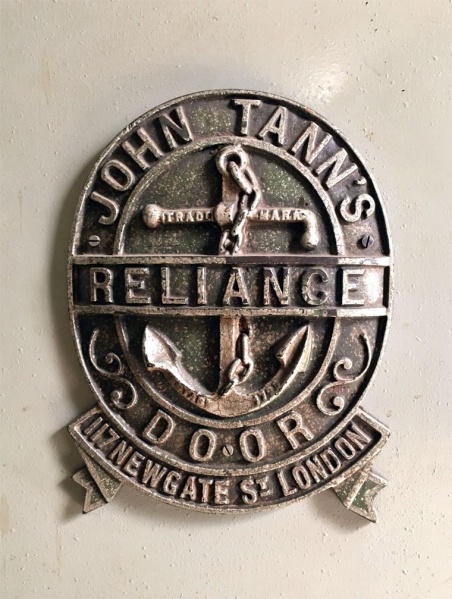 JOHN TANN'S
TRADE MARK
RELIANCE
DOOR
117 NEWGATE ST LONDON